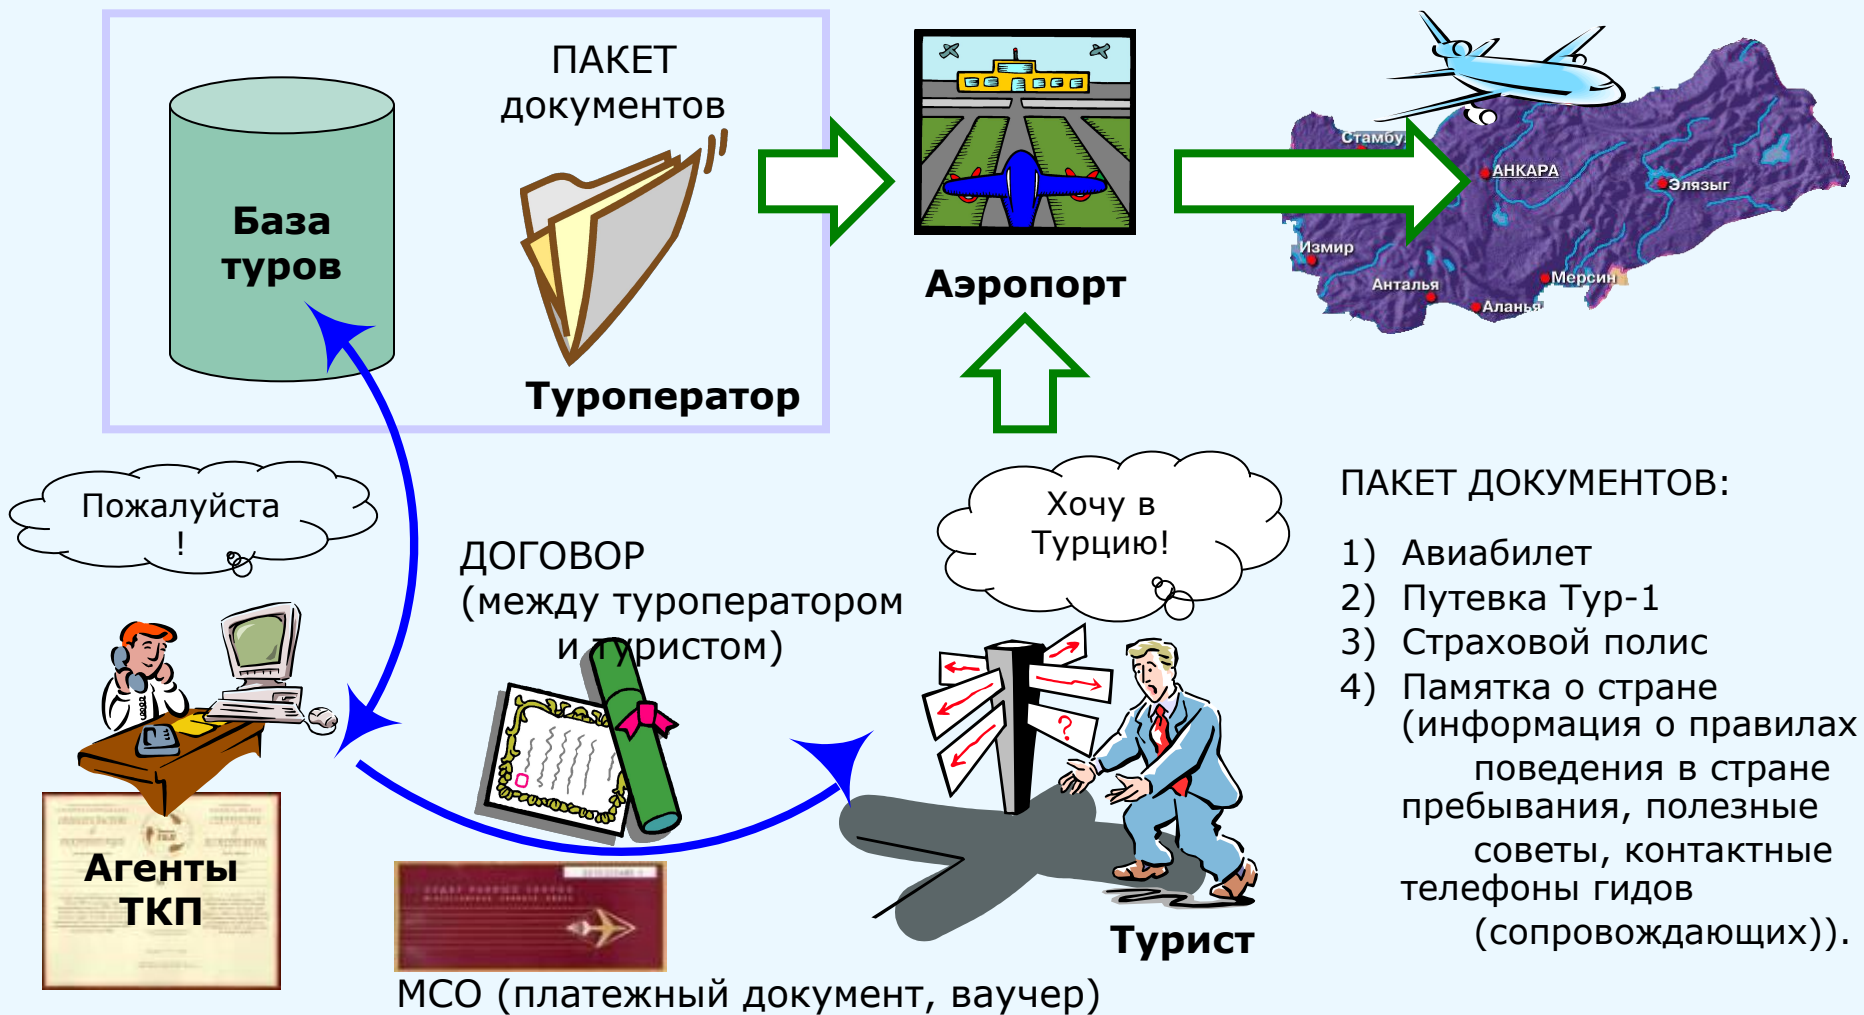 ПАКЕТ
документов
База
туров
Туроператор
Аэропорт
Стамбу
АНКАРА
Элязыг
Измир
Анталья
Мерсин
Аланья
Пожалуйста
!
ДОГОВОР
(между туроператором
и туристом)
Хочу в
Турцию!
?
Агенты
ТКП
МСО (платежный документ, ваучер)
Турист
ПАКЕТ ДОКУМЕНТОВ:
1) Авиабилет
2) Путевка Тур-1
3) Страховой полис
4) Памятка о стране
(информация о правилах
поведения в стране
пребывания, полезные
советы, контактные
телефоны гидов
(сопровождающих)).